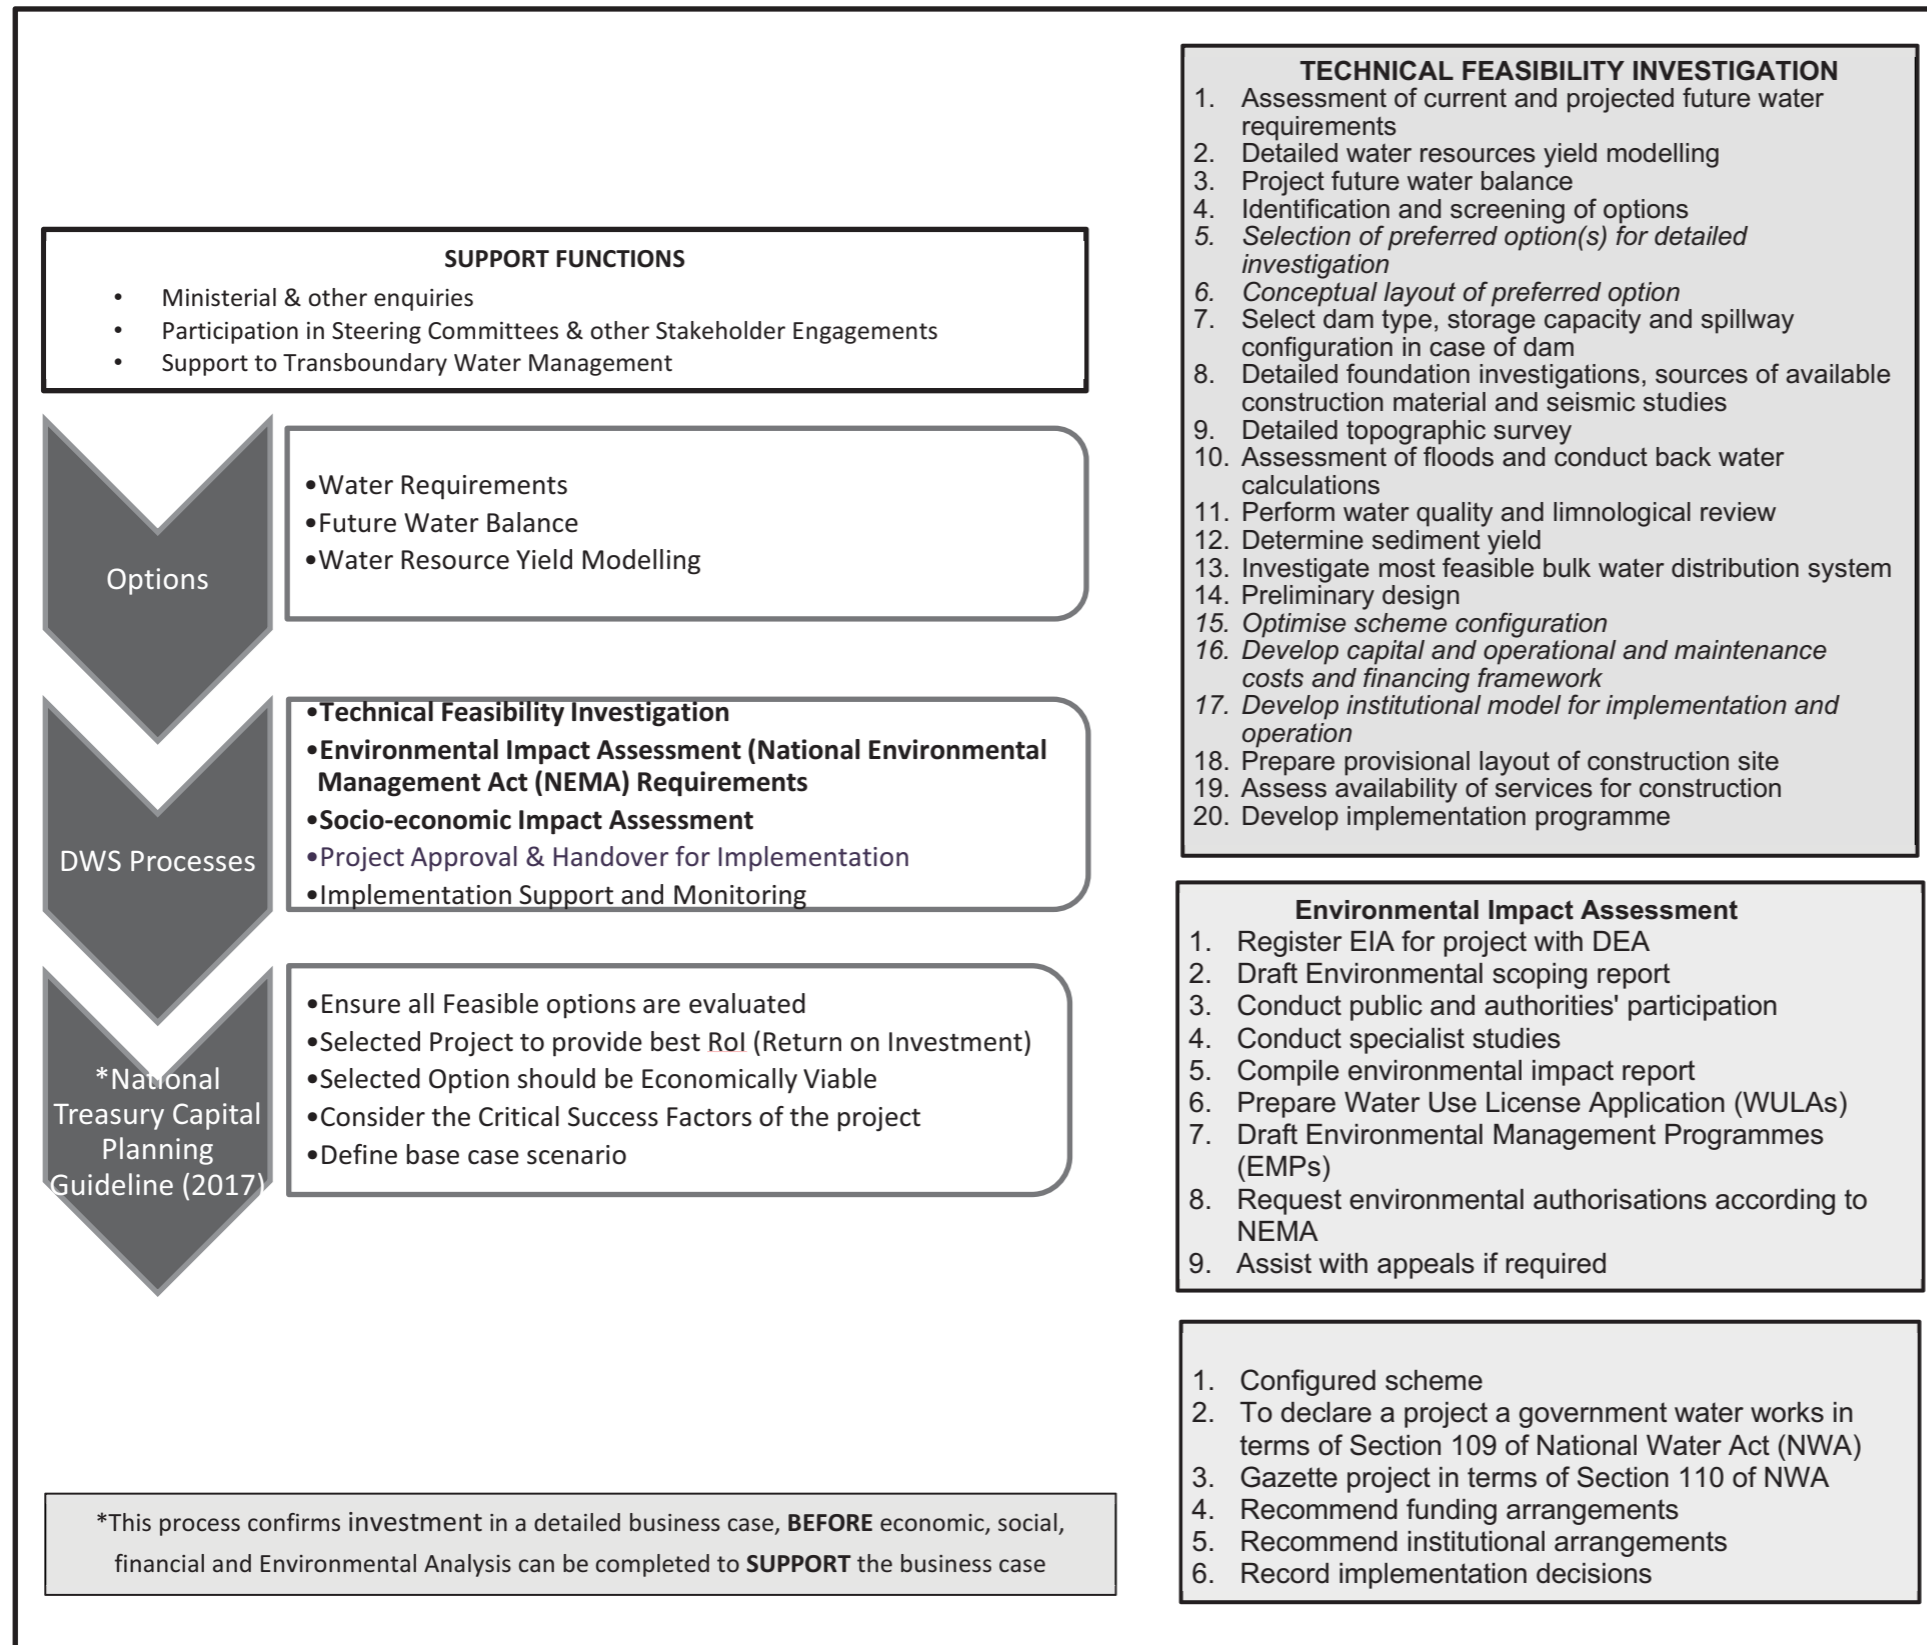 SUPPORT FUNCTIONS
• Ministerial & other enquiries
• Participation in Steering Committees & other Stakeholder Engagements
• Support to Transboundary Water Management
Options
•Water Requirements
•Future Water Balance
•Water Resource Yield Modelling
DWS Processes
•Technical Feasibility Investigation
•Environmental Impact Assessment (National Environmental
Management Act (NEMA) Requirements
•Socio-economic Impact Assessment
•Project Approval & Handover for Implementation
•Implementation Support and Monitoring
*National
Treasury Capital
Planning
Guideline (2017)
•Ensure all Feasible options are evaluated
•Selected Project to provide best RoI (Return on Investment)
•Selected Option should be Economically Viable
•Consider the Critical Success Factors of the project
•Define base case scenario
*This process confirms investment in a detailed business case, BEFORE economic, social,
financial and Environmental Analysis can be completed to SUPPORT the business case
TECHNICAL FEASIBILITY INVESTIGATION
1. Assessment of current and projected future water
requirements
2. Detailed water resources yield modelling
3. Project future water balance
4. Identification and screening of options
5. Selection of preferred option(s) for detailed
investigation
6. Conceptual layout of preferred option
7. Select dam type, storage capacity and spillway
configuration in case of dam
8. Detailed foundation investigations, sources of available
construction material and seismic studies
9. Detailed topographic survey
10. Assessment of floods and conduct back water
calculations
11. Perform water quality and limnological review
12. Determine sediment yield
13. Investigate most feasible bulk water distribution system
14. Preliminary design
15. Optimise scheme configuration
16. Develop capital and operational and maintenance
costs and financing framework
17. Develop institutional model for implementation and
operation
18. Prepare provisional layout of construction site
19. Assess availability of services for construction
20. Develop implementation programme
Environmental Impact Assessment
1. Register EIA for project with DEA
2. Draft Environmental scoping report
3. Conduct public and authorities' participation
4. Conduct specialist studies
5. Compile environmental impact report
6. Prepare Water Use License Application (WULAs)
7. Draft Environmental Management Programmes
(EMPs)
8. Request environmental authorisations according to
NEMA
9. Assist with appeals if required
1. Configured scheme
2. To declare a project a government water works in
terms of Section 109 of National Water Act (NWA)
3. Gazette project in terms of Section 110 of NWA
4. Recommend funding arrangements
5. Recommend institutional arrangements
6. Record implementation decisions